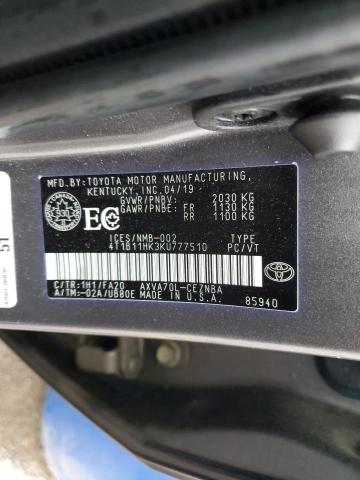 MFD.BY:TOYOTA MOTOR MANUFACTURING,
KENTUCKY, INC. 04/19
GVWR/PNBV: 2030 KG
GAWR/PNBE: FR 1130 KG
RR 1100 KG
EC
ICES/NMB-002 TYPE
4T1B11HK3KU777510 PC/VT
C/TR:1H1/FA20 AXVA70L-CEZNBA
A/TM:-02A/UB80E MADE IN U.S.A.
85940
51